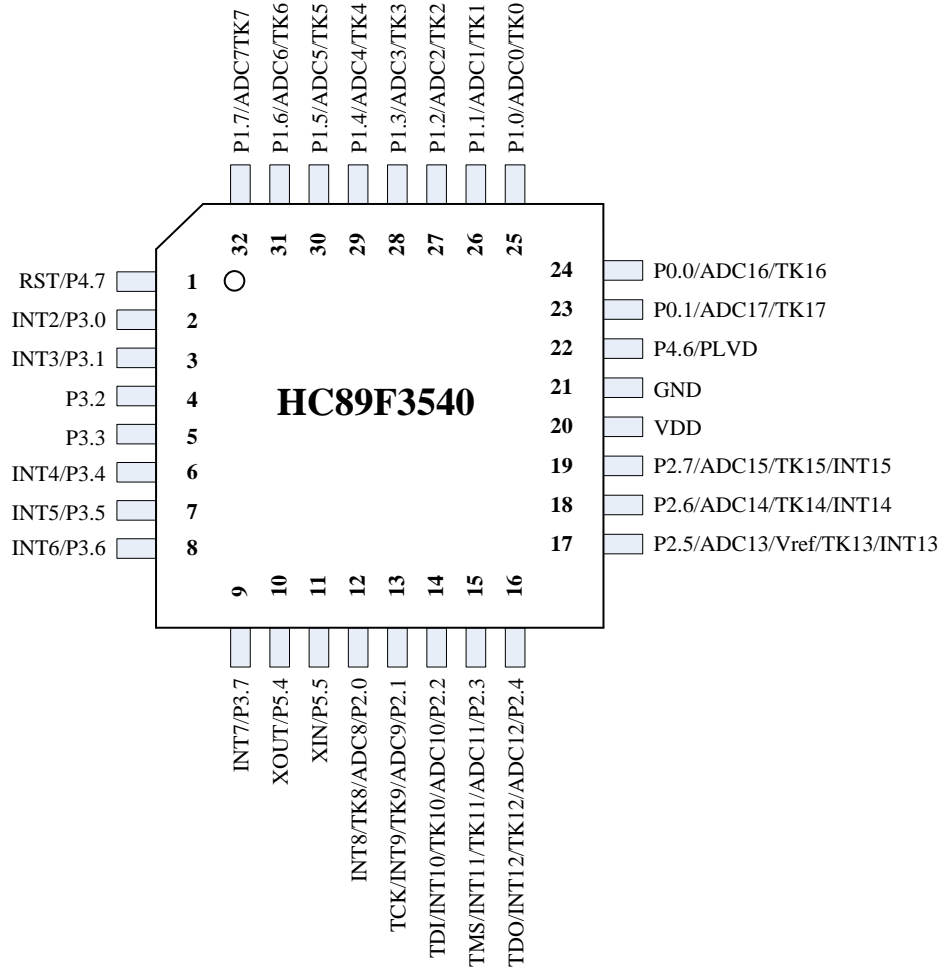 P1.7/ADC7TK7
P1.6/ADC6/TK6
P1.5/ADC5/TK5
P1.4/ADC4/TK4
P1.3/ADC3/TK3
P1.2/ADC2/TK2
P1.1/ADC1/TK1
P1.0/ADC0/TK0
32
31
30
29
28
27
26
25
RST/P4.7 1
INT2/P3.0 2
INT3/P3.1 3
P3.2 4
P3.3 5
INT4/P3.4 6
INT5/P3.5 7
INT6/P3.6 8
HC89F3540
24 P0.0/ADC16/TK16
23 P0.1/ADC17/TK17
22 P4.6/PLVD
21 GND
20 VDD
19 P2.7/ADC15/TK15/INT15
18 P2.6/ADC14/TK14/INT14
17 P2.5/ADC13/Vref/TK13/INT13
9
10
11
12
13
14
15
16
INT7/P3.7
XOUT/P5.4
XIN/P5.5
INT8/TK8/ADC8/P2.0
TCK/INT9/TK9/ADC9/P2.1
TDI/INT10/TK10/ADC10/P2.2
TMS/INT11/TK11/ADC11/P2.3
TDO/INT12/TK12/ADC12/P2.4